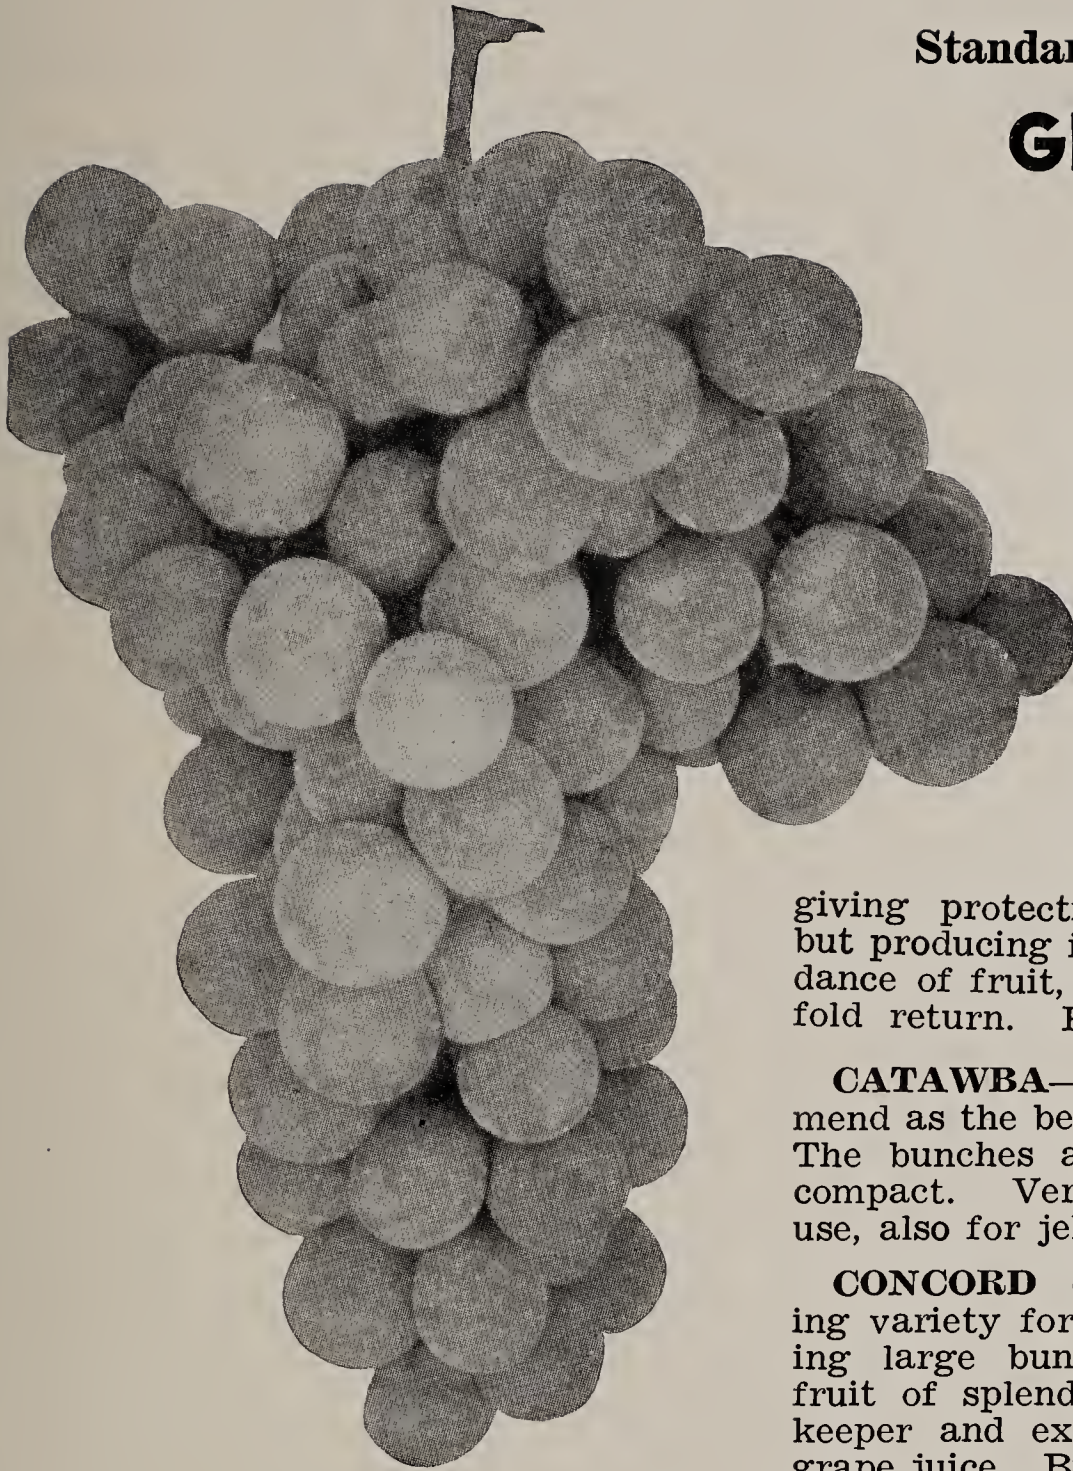 Standar
G
giving protecti
but producing i
dance of fruit,
fold return.
CATAWBA—
mend as the be
The bunches a
compact. Ver
use, also for jel
CONCORD
ing variety for
ing large bun
fruit of splend
keeper and ex
grape juice. B